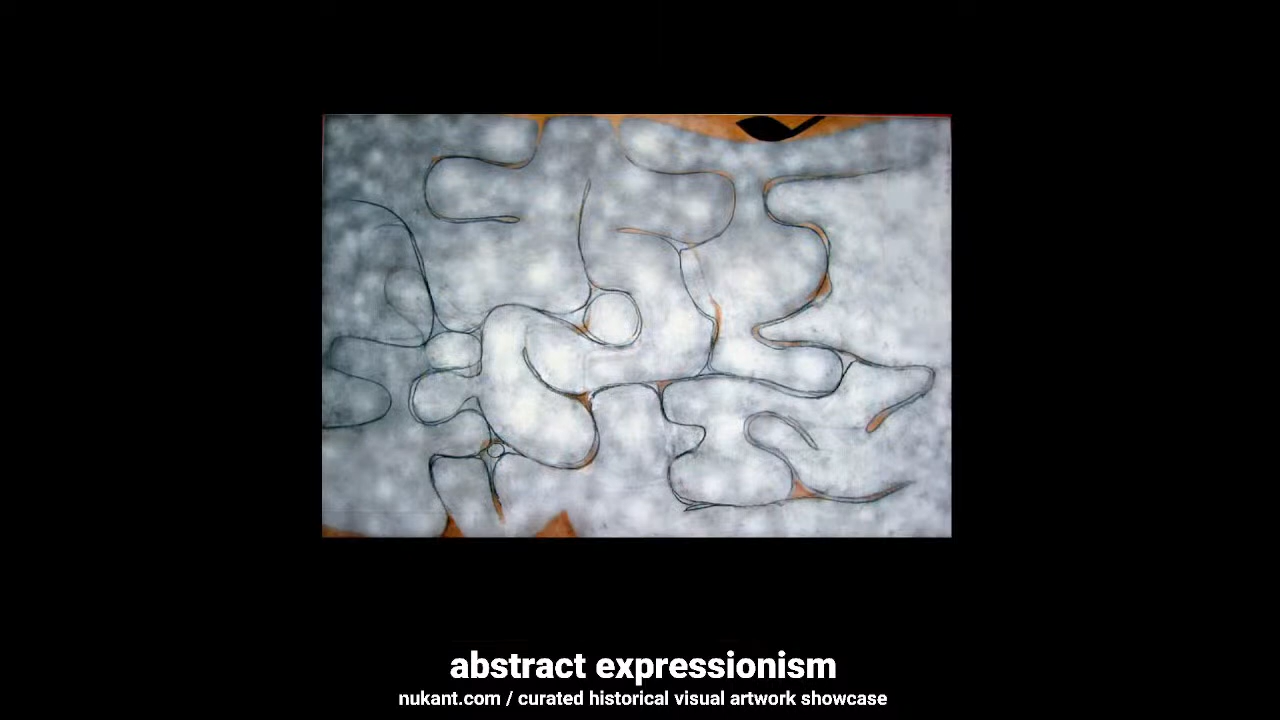 abstract expressionism
nukant.com / curated historical visual artwork showcase